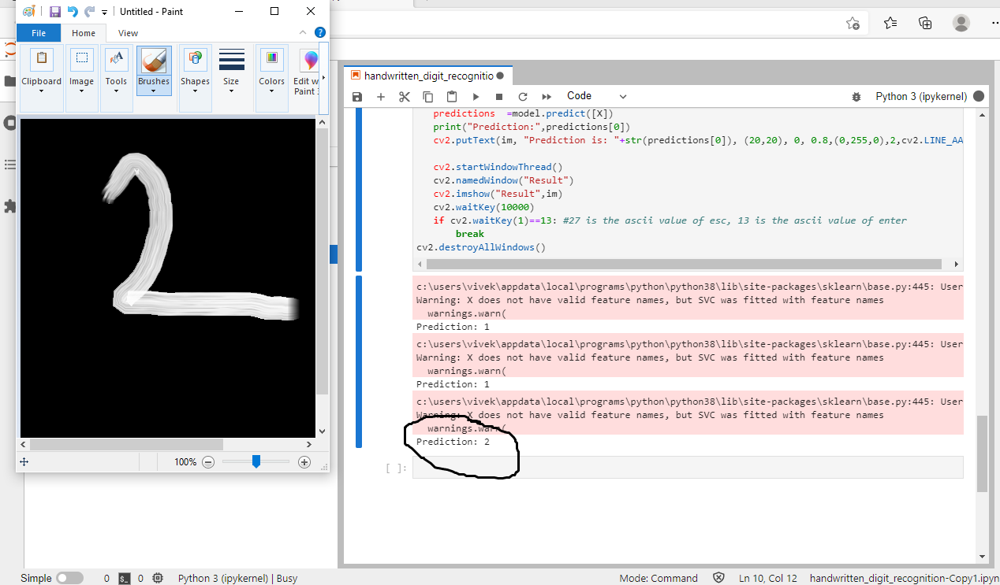 Untitled - Paint
File
Home
View
Clipboard
Image
Tools
Brushes
Shapes
Size
Colors
Edit w
Paint
2
100%
handwritten_digit_recognitio
Code
Python 3 (ipykernel)
predictions  =model.predict([X])
print("Prediction:",predictions[0])
cv2.putText(im, "Prediction is: "+str(predictions[0]), (20,20), 0, 0.8,(0,255,0),2,cv2.LINE_AA
cv2.startWindowThread()
cv2.namedWindow("Result")
cv2.imshow("Result",im)
cv2.waitKey(10000)
if cv2.waitKey(1)==13: #27 is the ascii value of esc, 13 is the ascii value of enter
break
cv2.destroyAllWindows()
c:\users\vivek\appdata\local\programs\python\python38\lib\site-packages\sklearn\base.py:445: User
Warning: X does not have valid feature names, but SVC was fitted with feature names
warnings.warn(
Prediction: 1
c:\users\vivek\appdata\local\programs\python\python38\lib\site-packages\sklearn\base.py:445: User
Warning: X does not have valid feature names, but SVC was fitted with feature names
warnings.warn(
Prediction: 1
c:\users\vivek\appdata\local\programs\python\python38\lib\site-packages\sklearn\base.py:445: User
Warning: X does not have valid feature names, but SVC was fitted with feature names
warnings.warn(
Prediction: 2
[ ]:
Simple 0 $_ 0 Python 3 (ipykernel) | Busy Mode: Command Ln 10, Col 12 handwritten_digit_recognition-Copy1.ipyn